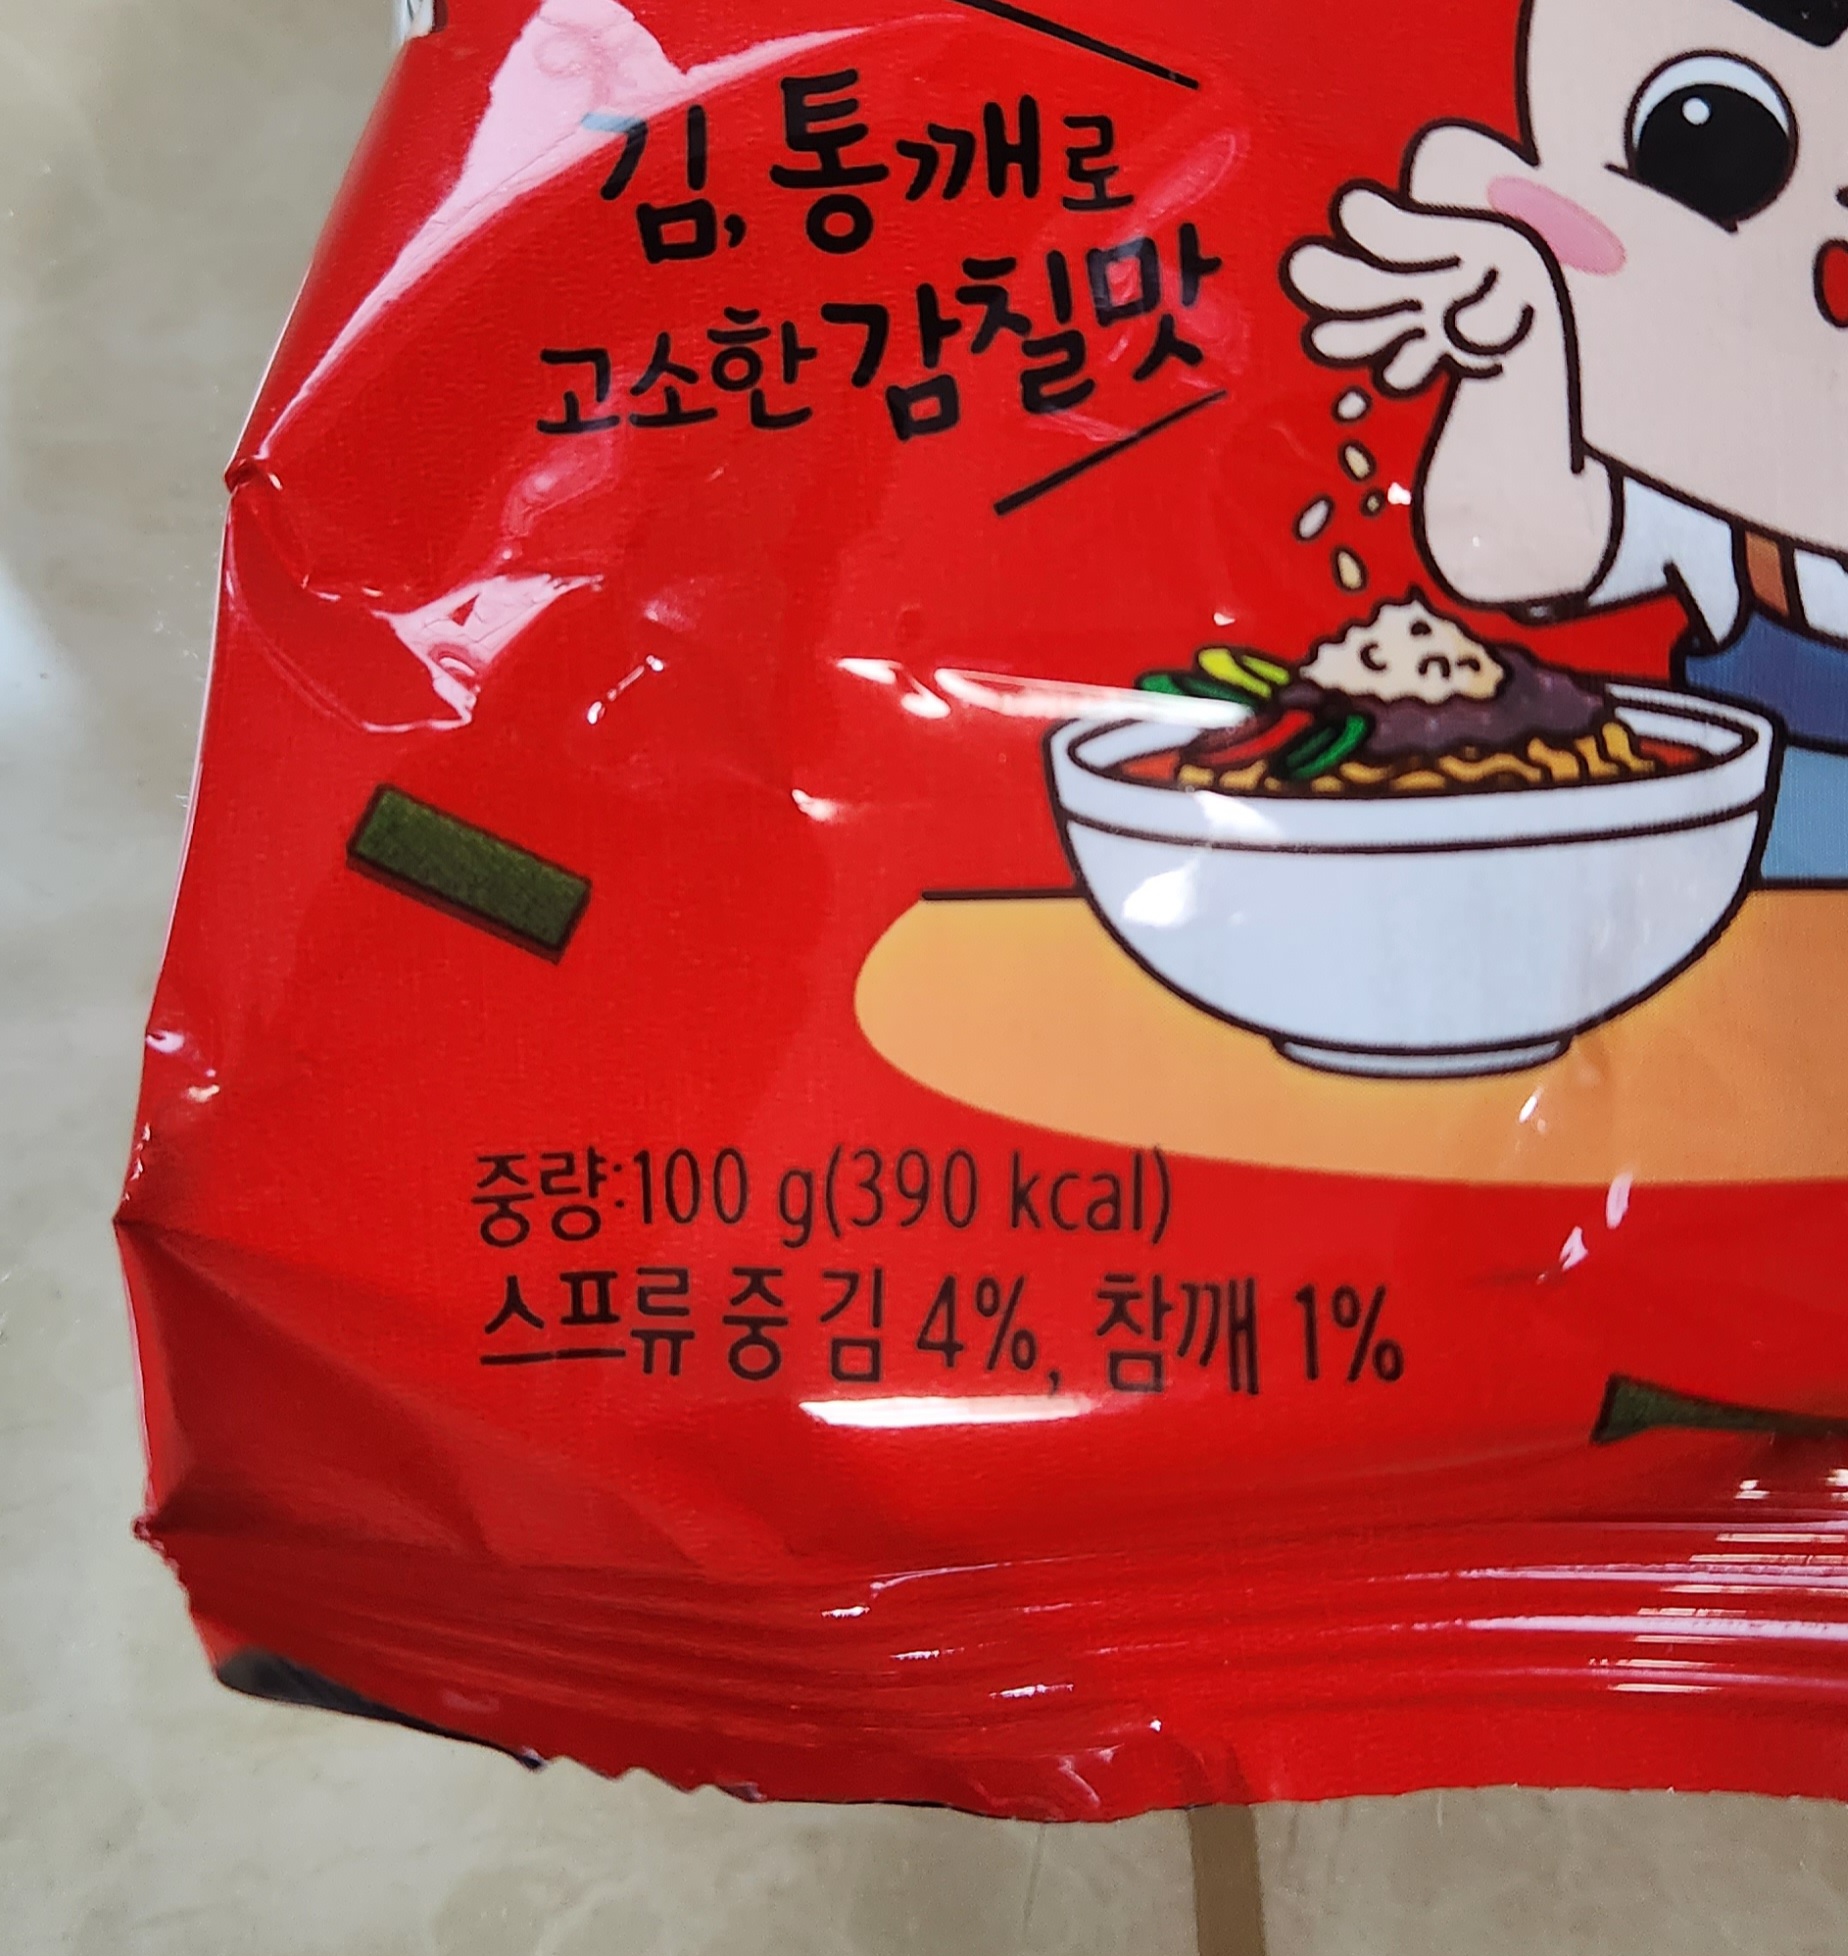 김, 통깨로
고소한 감칠맛
중량:100 g(390 kcal)
스프류 중 김 4%, 참깨 1%